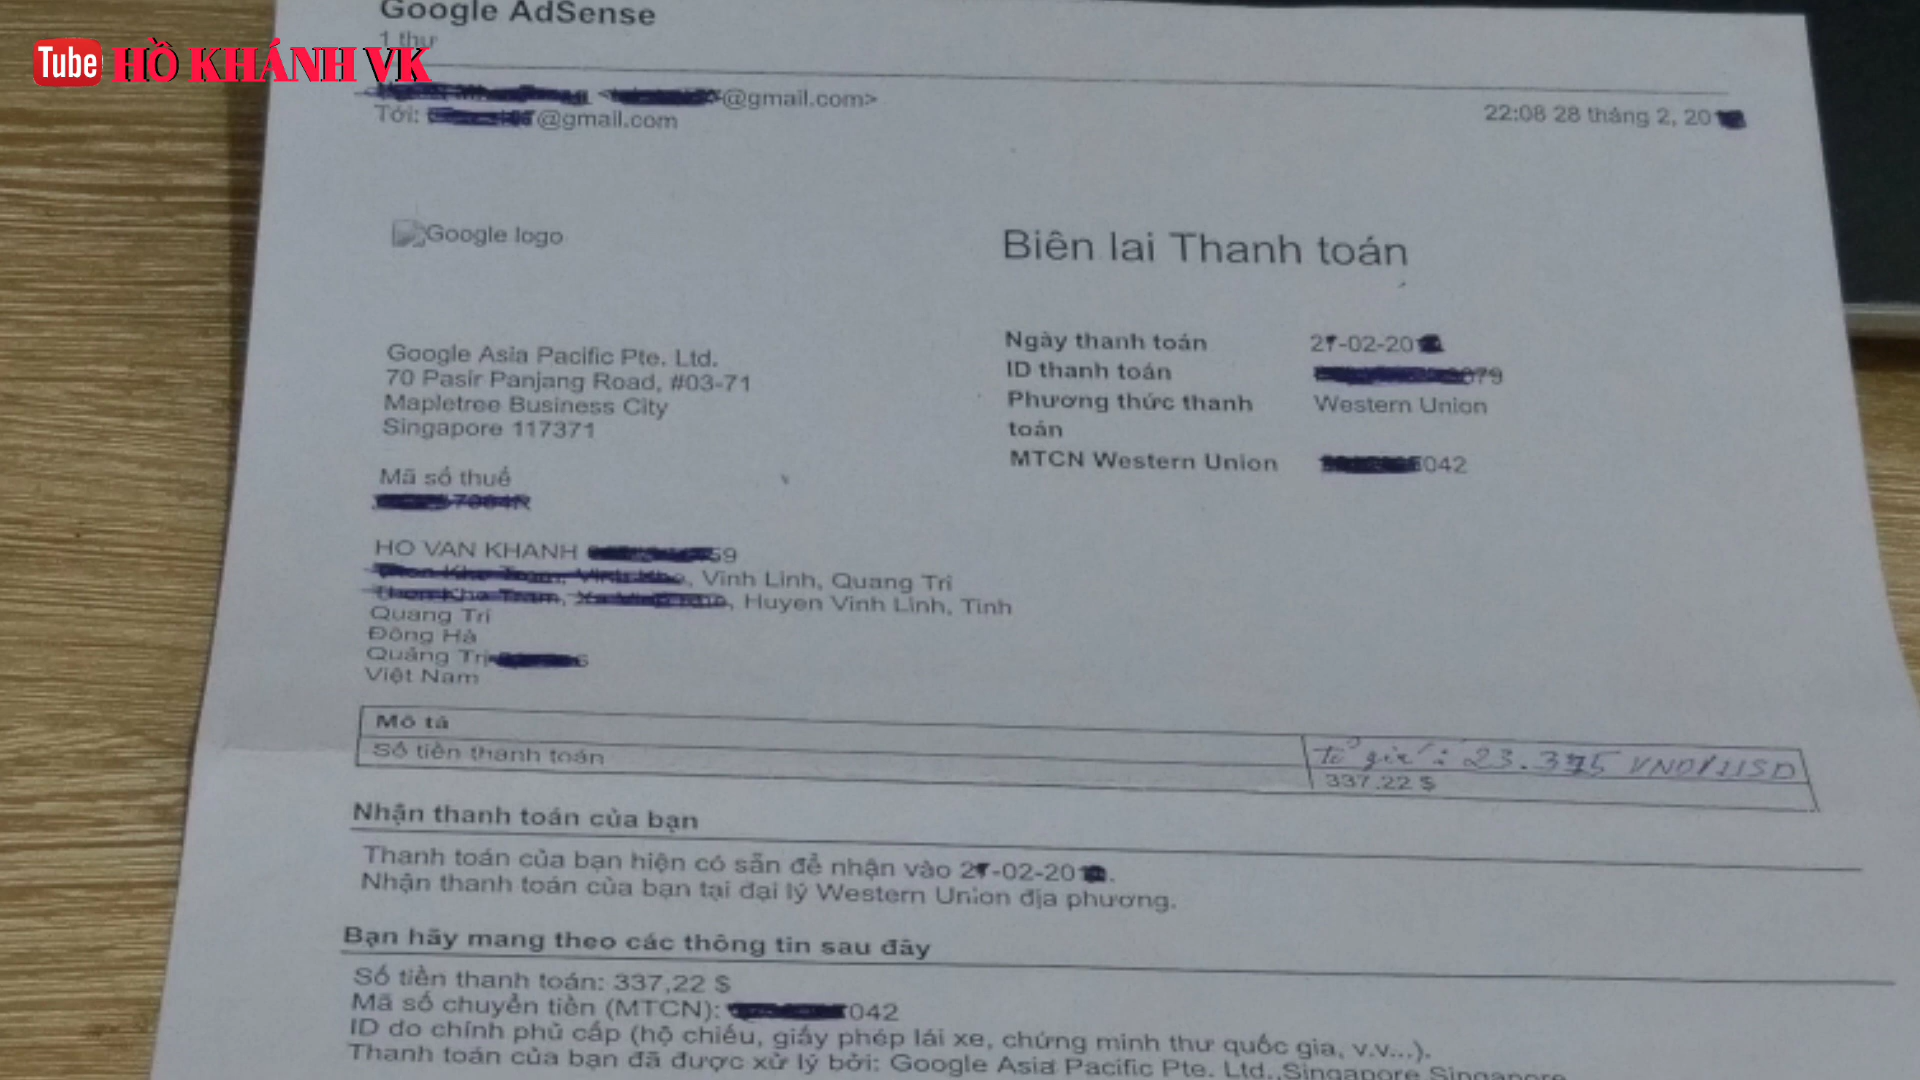 Google AdSense
1 thư
Tube HỒ KHÁNH VK
@gmail.com>
Tới: @gmail.com
22:08 28 tháng 2, 20
Google logo
Biên lai Thanh toán
Google Asia Pacific Pte. Ltd.
70 Pasir Panjang Road, #03-71
Mapletree Business City
Singapore 117371
Ngày thanh toán 2-02-20
ID thanh toán 079
Phương thức thanh toán Western Union
MTCN Western Union 042
Mã số thuế
HO VAN KHANH 59
, Vinh Linh, Quang Tri
, Huyen Vinh Linh, Tinh
Quang Tri
Đông Hà
Quảng Trị
Việt Nam
Mô tả
tỷ giá: 23.375 VND/USD
Số tiền thanh toán 337,22 $
Nhận thanh toán của bạn
Thanh toán của bạn hiện có sẵn để nhận vào 2-02-20.
Nhận thanh toán của bạn tại đại lý Western Union địa phương.
Bạn hãy mang theo các thông tin sau đây
Số tiền thanh toán: 337,22 $
Mã số chuyển tiền (MTCN): 042
ID do chính phủ cấp (hộ chiếu, giấy phép lái xe, chứng minh thư quốc gia, v.v...).
Thanh toán của bạn đã được xử lý bởi: Google Asia Pacific Pte. Ltd.,Singapore Singapore